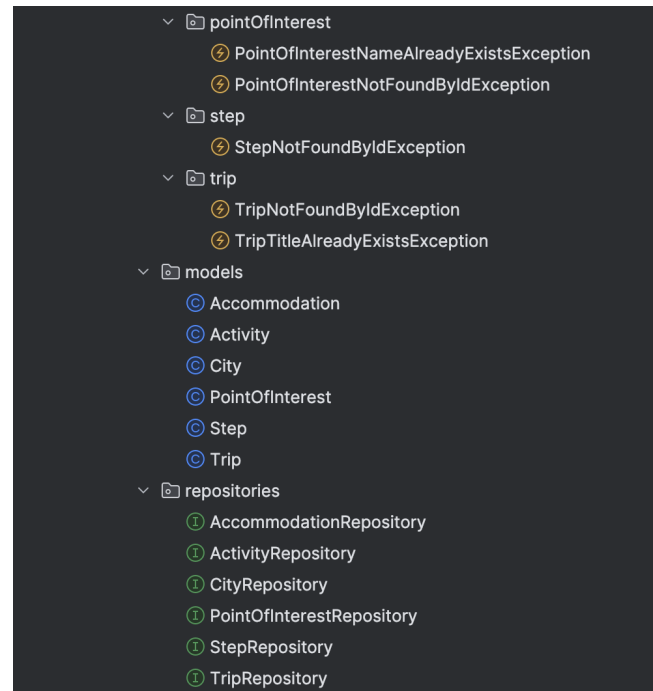 pointOfInterest
PointOfInterestNameAlreadyExistsException
PointOfInterestNotFoundByIdException
step
StepNotFoundByIdException
trip
TripNotFoundByIdException
TripTitleAlreadyExistsException
models
C Accommodation
C Activity
C City
C PointOfInterest
C Step
C Trip
repositories
I AccommodationRepository
I ActivityRepository
I CityRepository
I PointOfInterestRepository
I StepRepository
I TripRepository